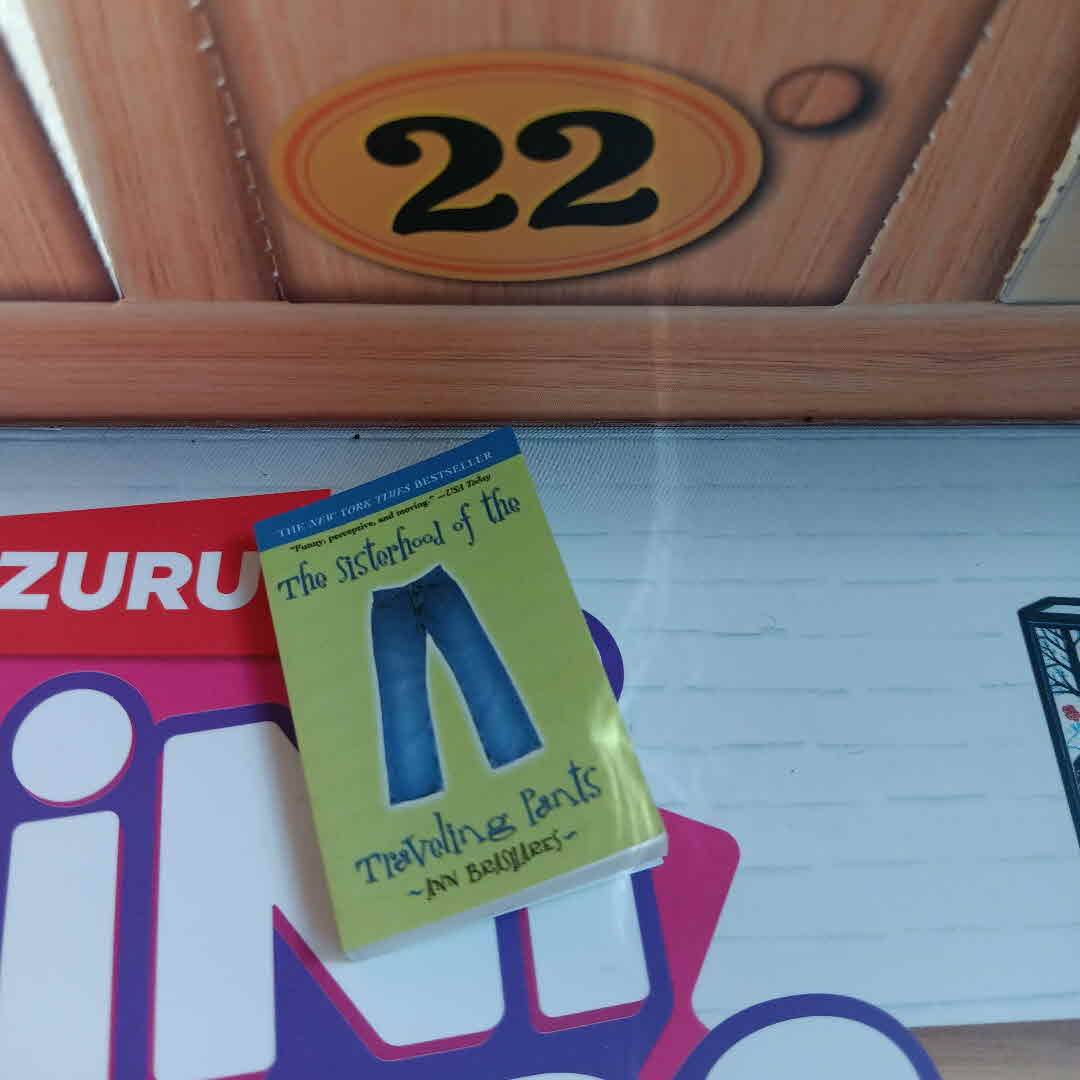 22
THE NEW YORK TIMES BESTSELLER
"Funny, perceptive, and moving." —USA Today
The Sisterhood of the
Traveling Pants
~ANN BRASHARES~
ZURU
iNi